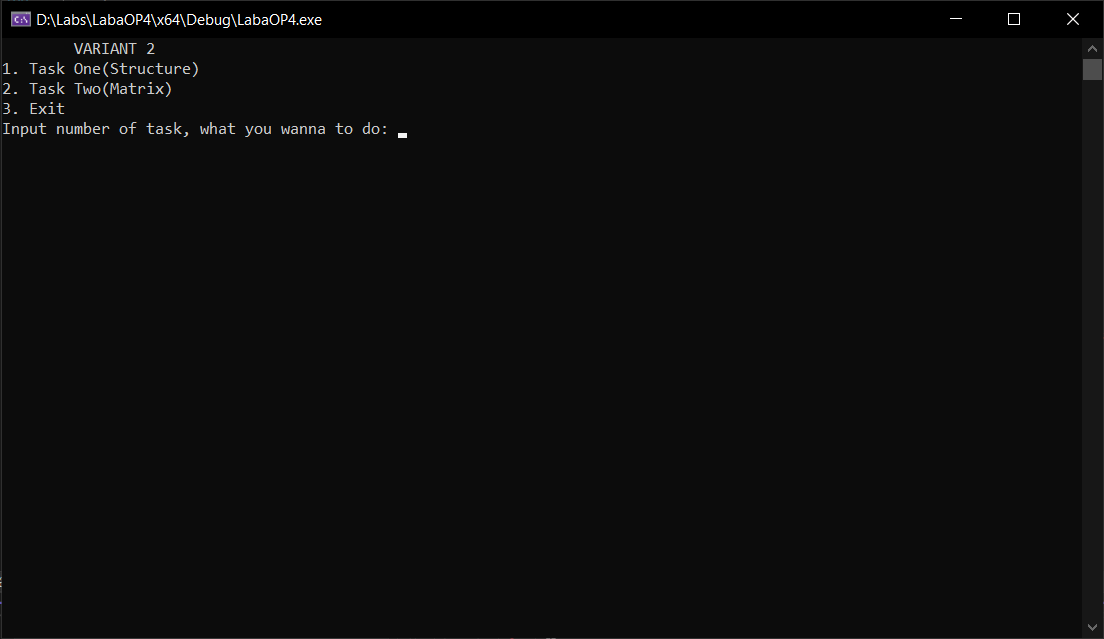 D:\Labs\LabaOP4\x64\Debug\LabaOP4.exe
VARIANT 2
1. Task One(Structure)
2. Task Two(Matrix)
3. Exit
Input number of task, what you wanna to do: